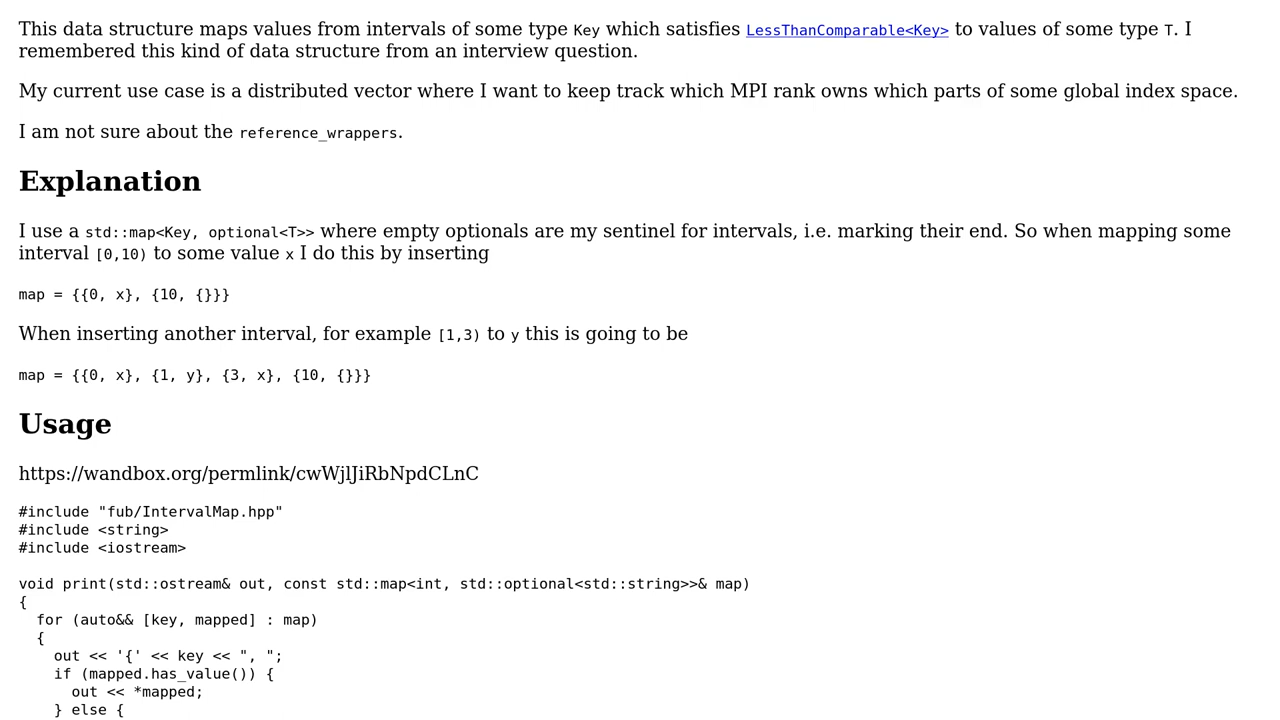 This data structure maps values from intervals of some type Key which satisfies LessThanComparable<Key> to values of some type T. I
remembered this kind of data structure from an interview question.
My current use case is a distributed vector where I want to keep track which MPI rank owns which parts of some global index space.
I am not sure about the reference_wrappers.
Explanation
I use a std::map<Key, optional<T>> where empty optionals are my sentinel for intervals, i.e. marking their end. So when mapping some
interval [0,10) to some value x I do this by inserting
map = {{0, x}, {10, {}}}
When inserting another interval, for example [1,3) to y this is going to be
map = {{0, x}, {1, y}, {3, x}, {10, {}}}
Usage
https://wandbox.org/permlink/cwWjlJiRbNpdCLnC
#include "fub/IntervalMap.hpp"
#include <string>
#include <iostream>
void print(std::ostream& out, const std::map<int, std::optional<std::string>>& map)
{
  for (auto&& [key, mapped] : map)
  {
    out << '{' << key << ", ";
    if (mapped.has_value()) {
      out << *mapped;
    } else {